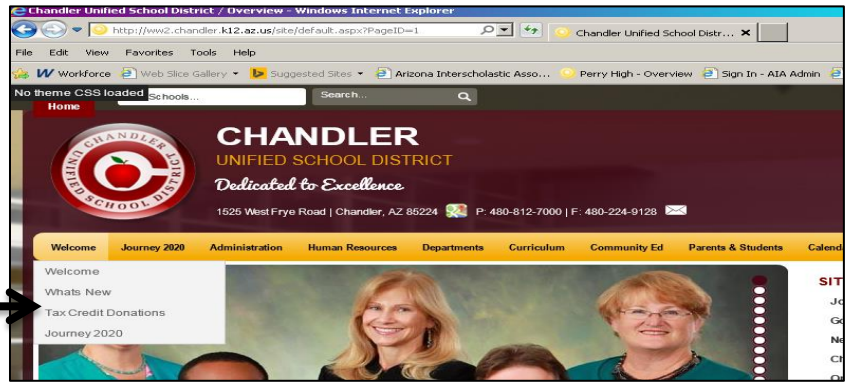 Chandler Unified School District / Overview - Windows Internet Explorer
http://ww2.chandler.k12.az.us/site/default.aspx?PageID=1
Chandler Unified School Distr...
File Edit View Favorites Tools Help
Workforce Web Slice Gallery Suggested Sites Arizona Interscholastic Asso... Perry High - Overview Sign In - AIA Admin
No theme CSS loaded Schools... Search...
Home
CHANDLER
UNIFIED SCHOOL DISTRICT
Dedicated to Excellence
1525 West Frye Road | Chandler, AZ 85224 P: 480-812-7000 | F: 480-224-9128
CHANDLER UNIFIED SCHOOL DISTRICT
Welcome Journey 2020 Administration Human Resources Departments Curriculum Community Ed Parents & Students Calend
Welcome
Whats New
Tax Credit Donations
Journey 2020
SIT
Jo
Ne